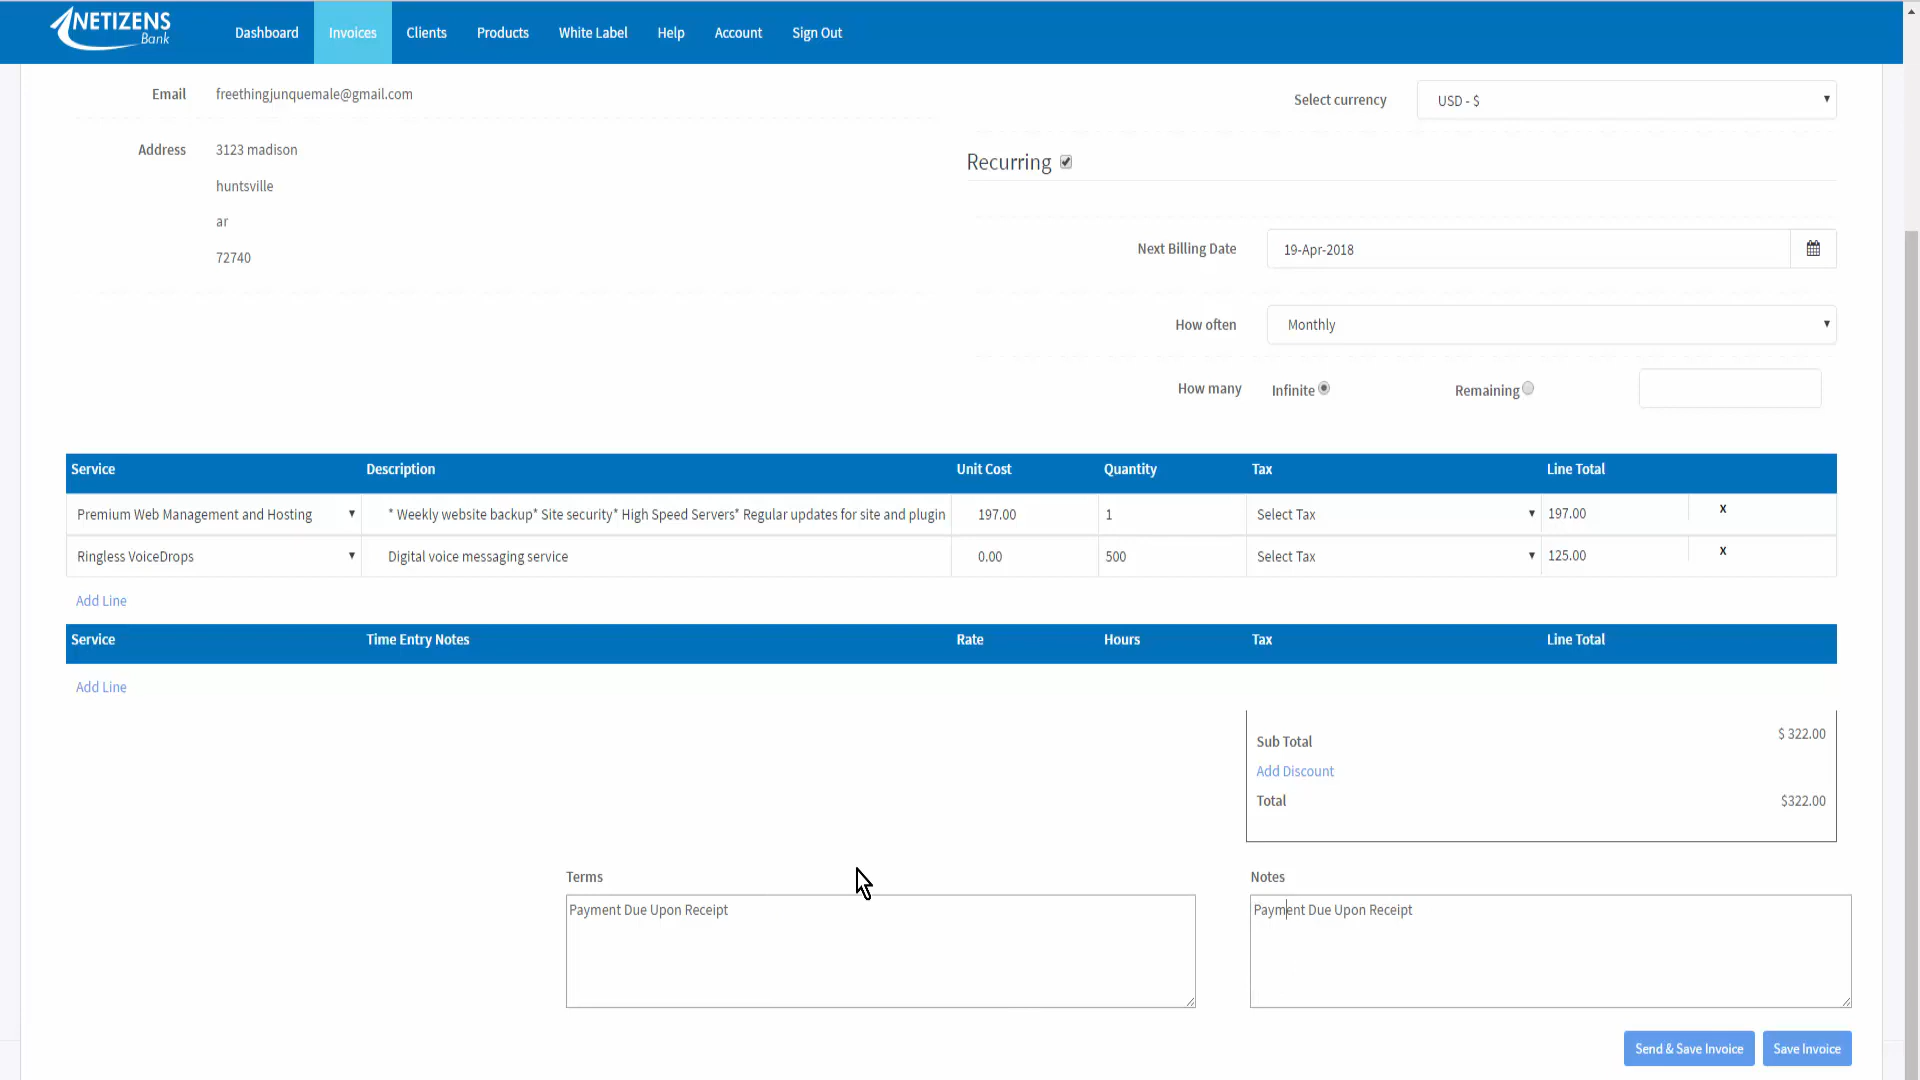 NETIZENS
Bank
Dashboard Invoices Clients Products White Label Help Account Sign Out
Email freethingjunquemale@gmail.com
Select currency USD - $
Address 3123 madison
huntsville
ar
72740
Recurring
Next Billing Date 19-Apr-2018
How often Monthly
How many Infinite Remaining
Service Description Unit Cost Quantity Tax Line Total
Premium Web Management and Hosting * Weekly website backup* Site security* High Speed Servers* Regular updates for site and plugin 197.00 1 Select Tax 197.00 x
Ringless VoiceDrops Digital voice messaging service 0.00 500 Select Tax 125.00 x
Add Line
Service Time Entry Notes Rate Hours Tax Line Total
Add Line
Sub Total $ 322.00
Add Discount
Total $322.00
Terms Notes
Payment Due Upon Receipt Payment Due Upon Receipt
Send & Save Invoice Save Invoice